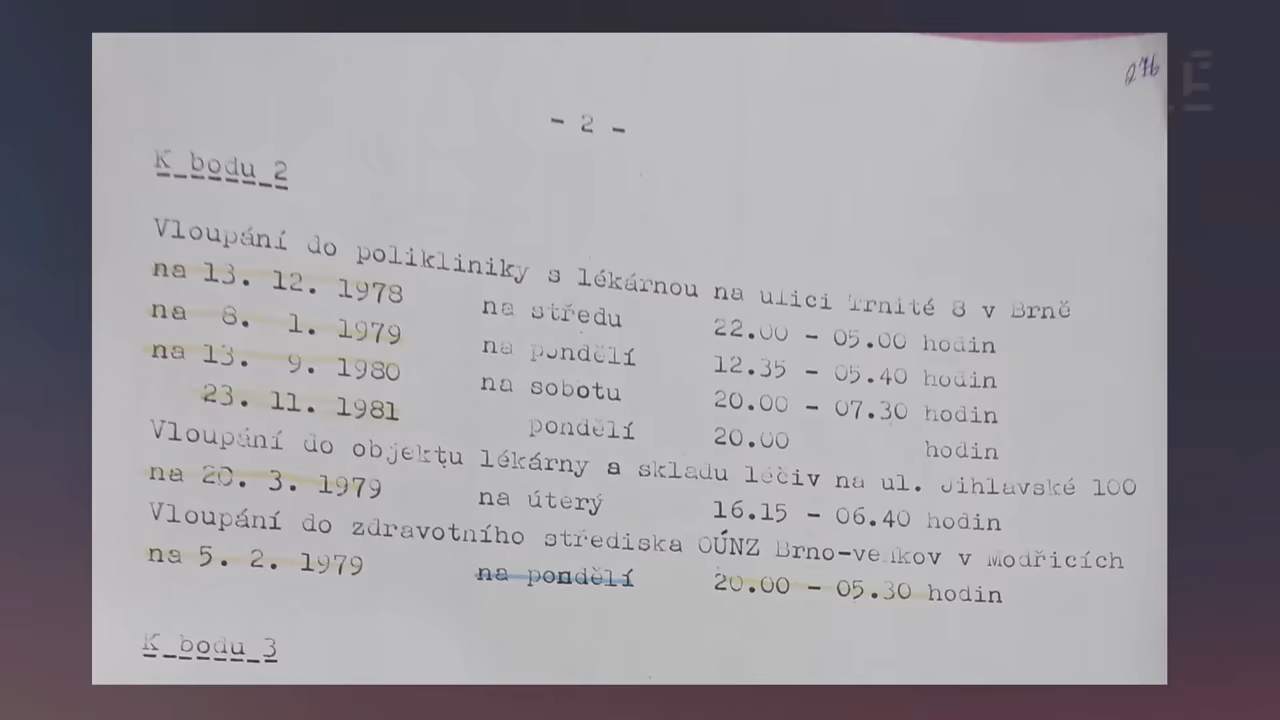 276
- 2 -
K bodu 2
Vloupání do polikliniky s lékárnou na ulici Trnité 8 v Brně
na 13. 12. 1978 na středu 22.00 - 05.00 hodin
na 8. 1. 1979 na pondělí 12.35 - 05.40 hodin
na 13. 9. 1980 na sobotu 20.00 - 07.30 hodin
23. 11. 1981 pondělí 20.00 hodin
Vloupání do objektu lékárny a skladu léčiv na ul. Jihlavské 100
na 20. 3. 1979 na úterý 16.15 - 06.40 hodin
Vloupání do zdravotního střediska OÚNZ Brno-venkov v Modřicích
na 5. 2. 1979 na pondělí 20.00 - 05.30 hodin
K bodu 3